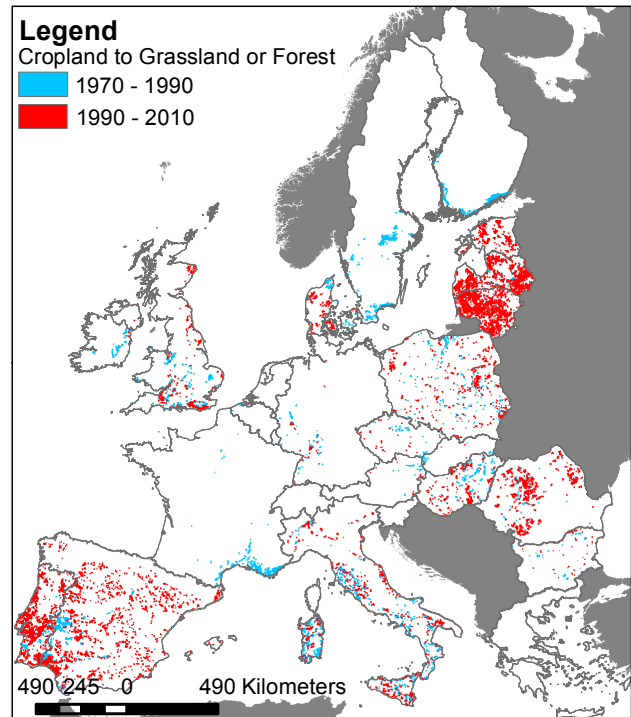 Legend
Cropland to Grassland or Forest
1970 - 1990
1990 - 2010
490 245 0 490 Kilometers